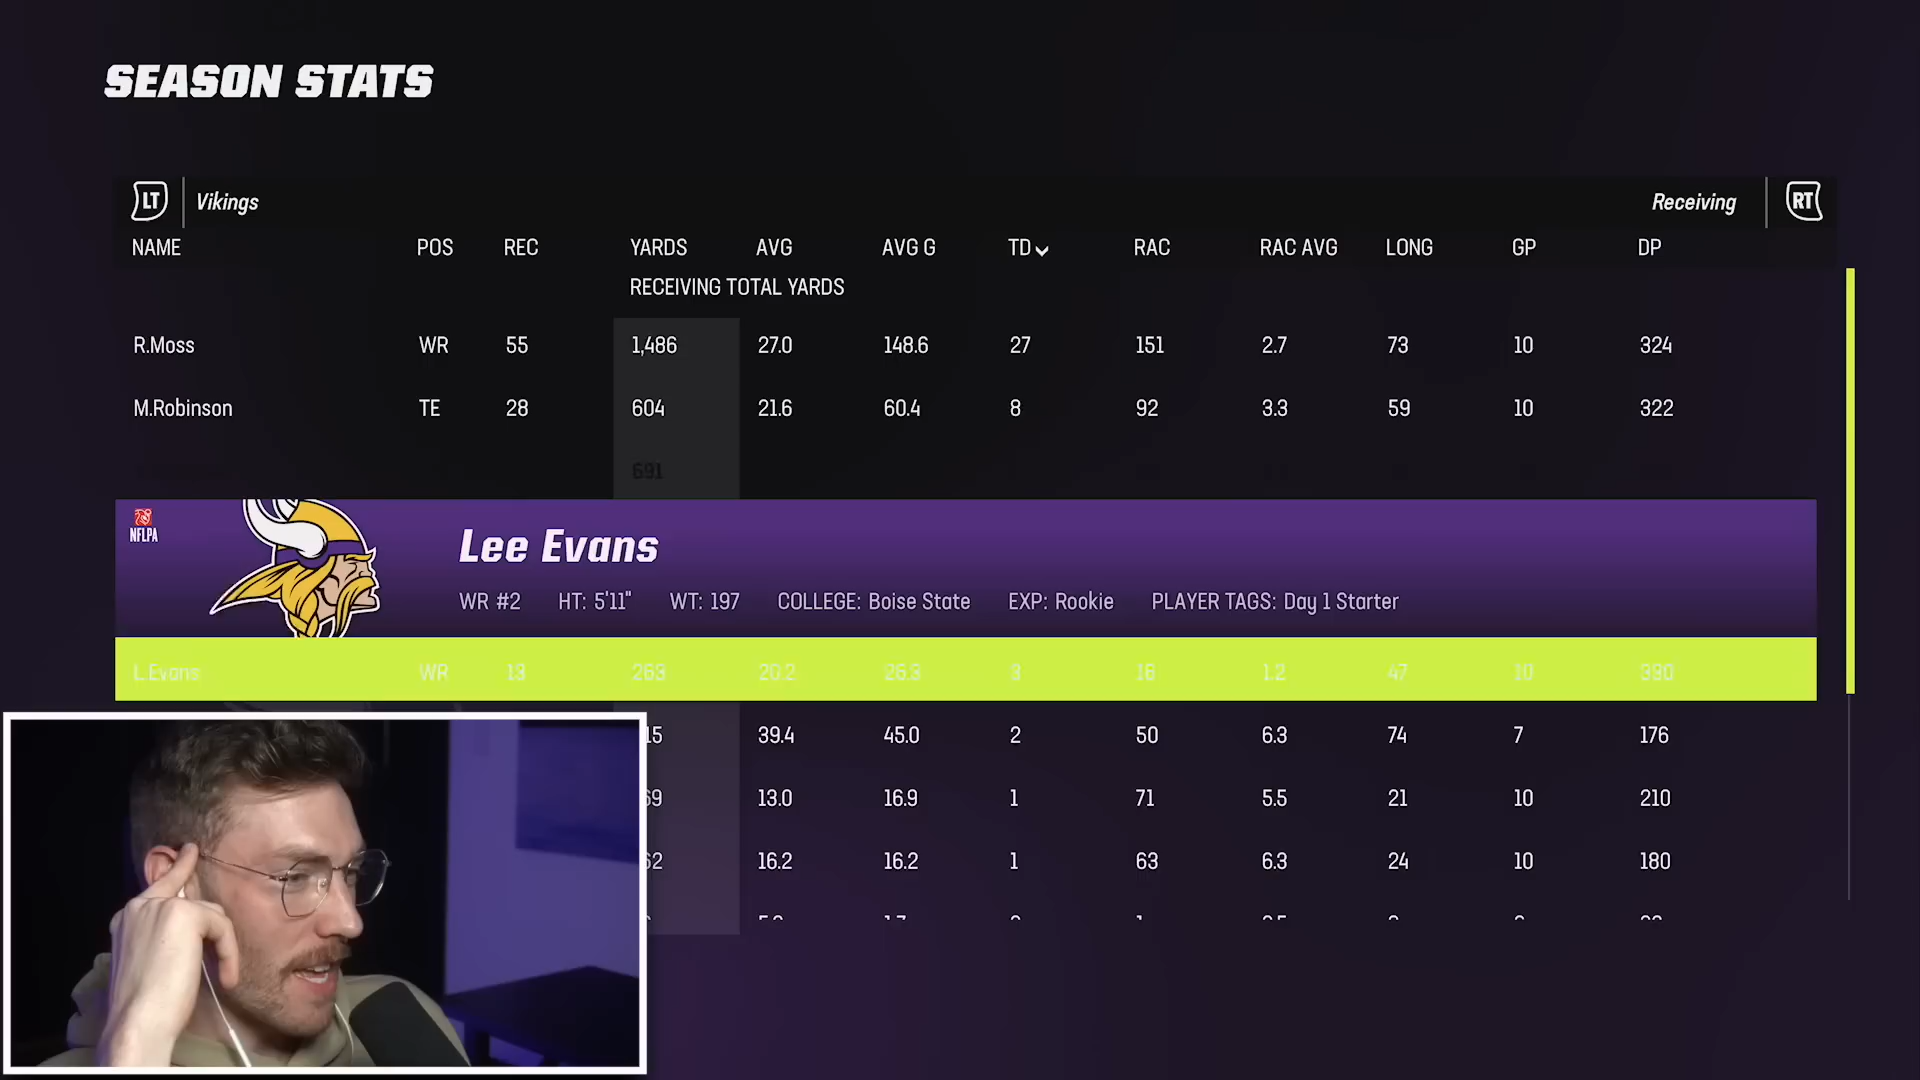 SEASON STATS
LT Vikings Receiving RT
NAME POS REC YARDS AVG AVG G TD RAC RAC AVG LONG GP DP
RECEIVING TOTAL YARDS
R.Moss WR 55 1,486 27.0 148.6 27 151 2.7 73 10 324
M.Robinson TE 28 604 21.6 60.4 8 92 3.3 59 10 322
691
NFLPA
Lee Evans
WR #2 HT: 5'11" WT: 197 COLLEGE: Boise State EXP: Rookie PLAYER TAGS: Day 1 Starter
L.Evans WR 13 263 20.2 26.3 3 16 1.2 47 10 390
15 39.4 45.0 2 50 6.3 74 7 176
69 13.0 16.9 1 71 5.5 21 10 210
62 16.2 16.2 1 63 6.3 24 10 180